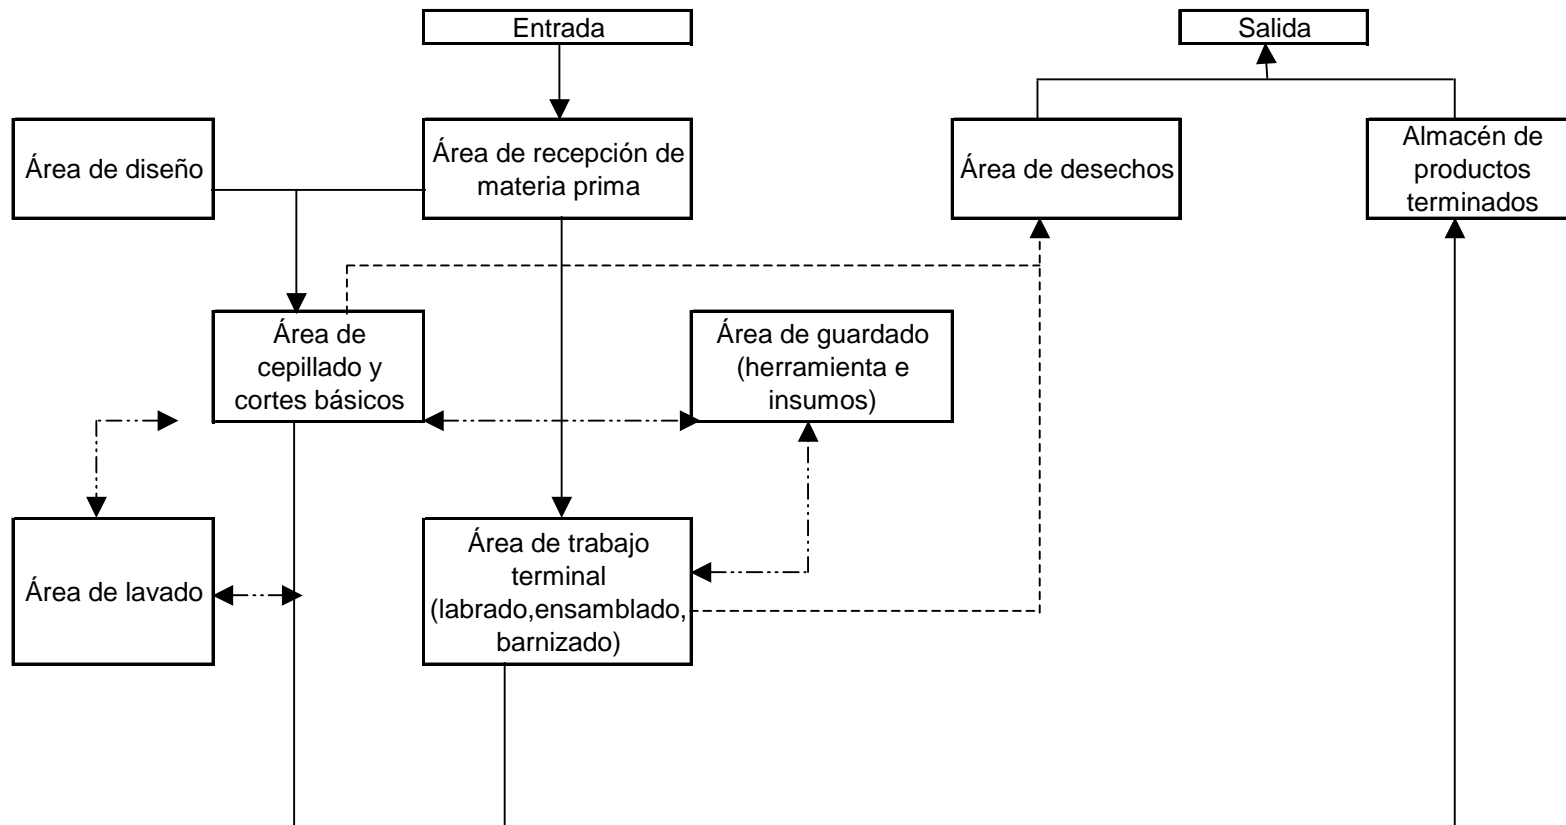 Entrada
Salida
Área de diseño
Área de recepción de
materia prima
Área de desechos
Almacén de
productos
terminados
Área de
cepillado y
cortes básicos
Área de guardado
(herramienta e
insumos)
Área de lavado
Área de trabajo
terminal
(labrado,ensamblado,
barnizado)